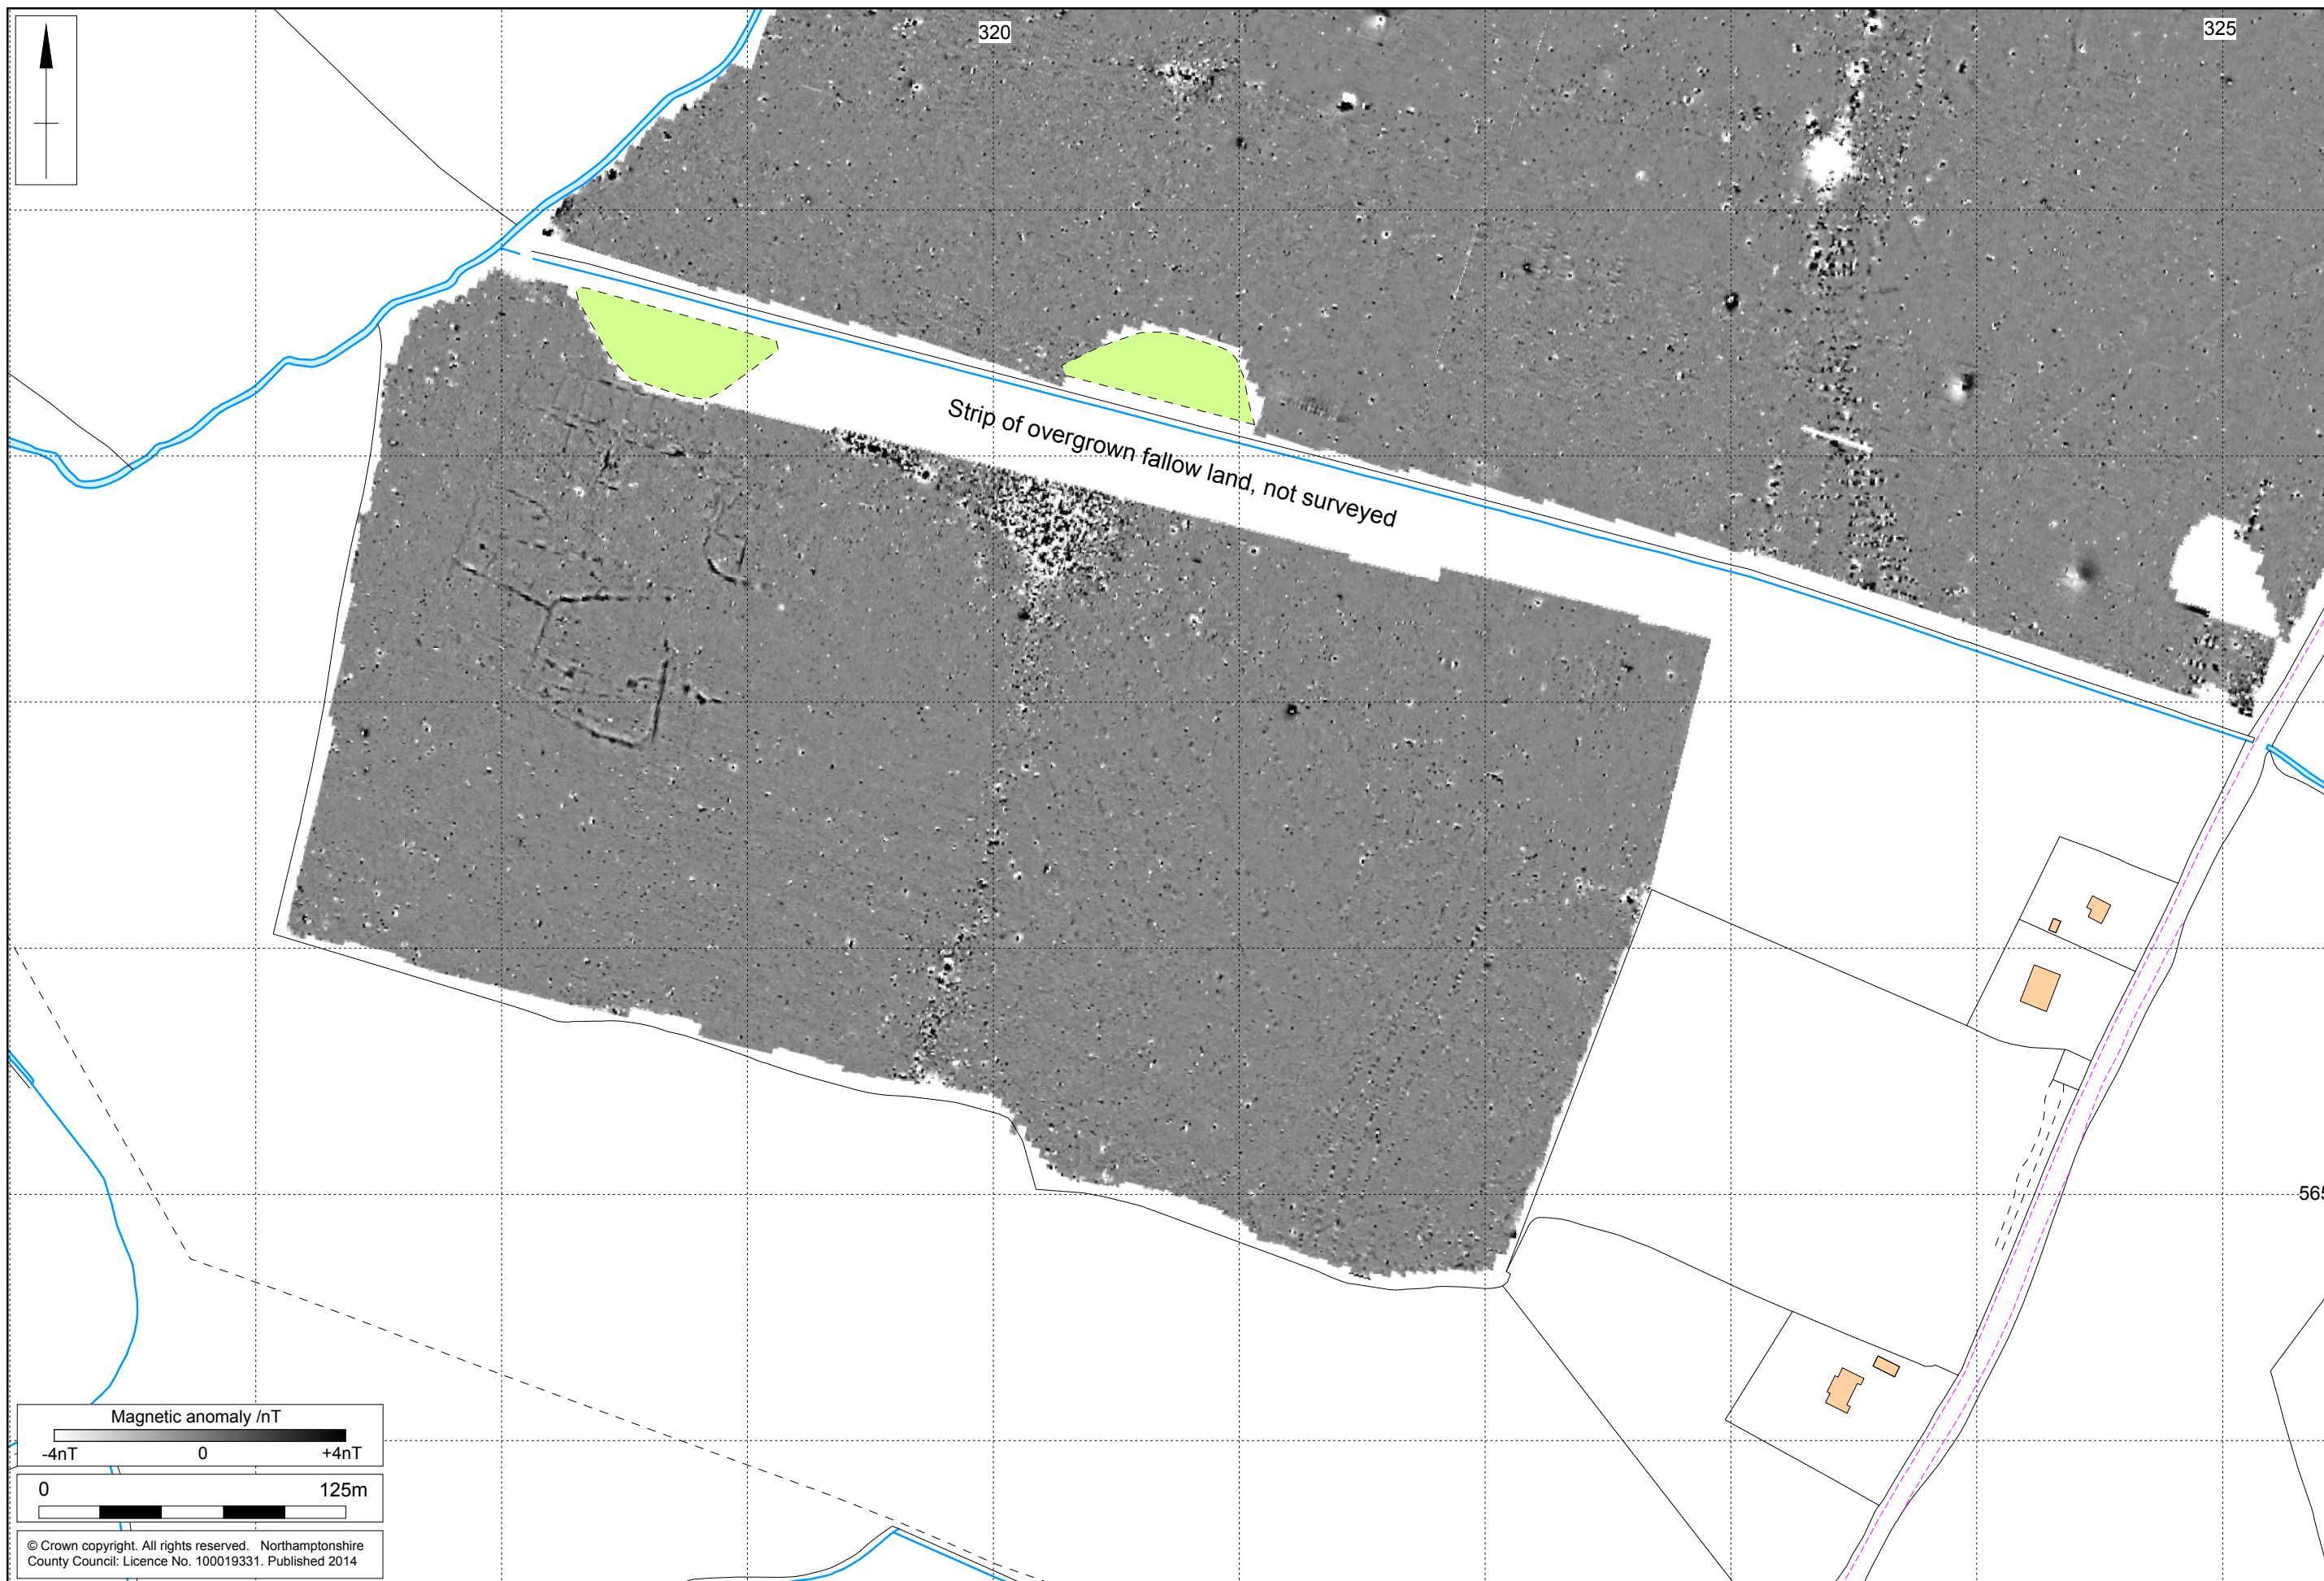 320
325
Strip of overgrown fallow land, not surveyed
565
Magnetic anomaly /nT
-4nT 0 +4nT
0 125m
© Crown copyright. All rights reserved. Northamptonshire
County Council: Licence No. 100019331. Published 2014